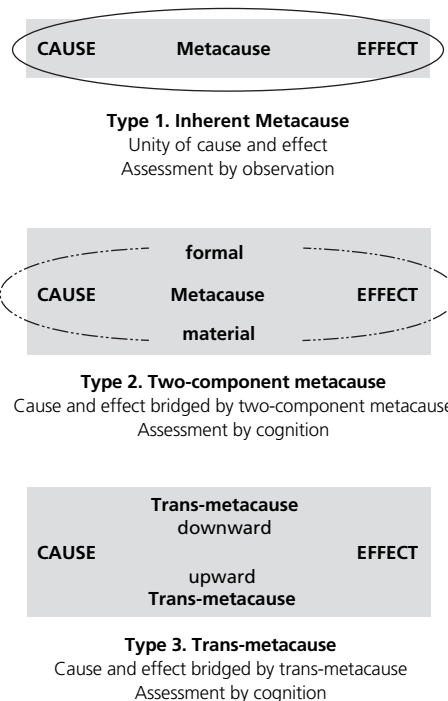 CAUSE Metacause EFFECT
Type 1. Inherent Metacause
Unity of cause and effect
Assessment by observation
formal
CAUSE Metacause EFFECT
material
Type 2. Two-component metacause
Cause and effect bridged by two-component metacause
Assessment by cognition
Trans-metacause
downward
CAUSE EFFECT
upward
Trans-metacause
Type 3. Trans-metacause
Cause and effect bridged by trans-metacause
Assessment by cognition